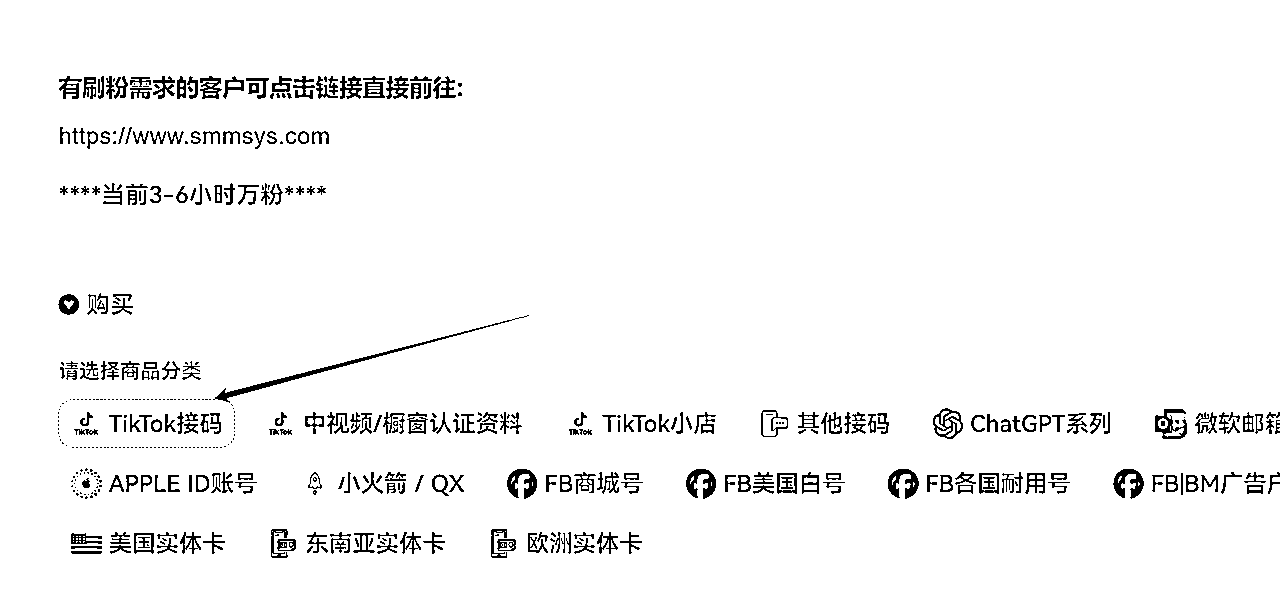 有刷粉需求的客户可点击链接直接前往：
https://www.smmsys.com
****当前3-6小时万粉****
购买
请选择商品分类
TikTok接码 中视频/橱窗认证资料 TikTok小店 其他接码 ChatGPT系列 微软邮箱
APPLE ID账号 小火箭 / QX FB商城号 FB美国白号 FB各国耐用号 FB|BM广告户
美国实体卡 东南亚实体卡 欧洲实体卡